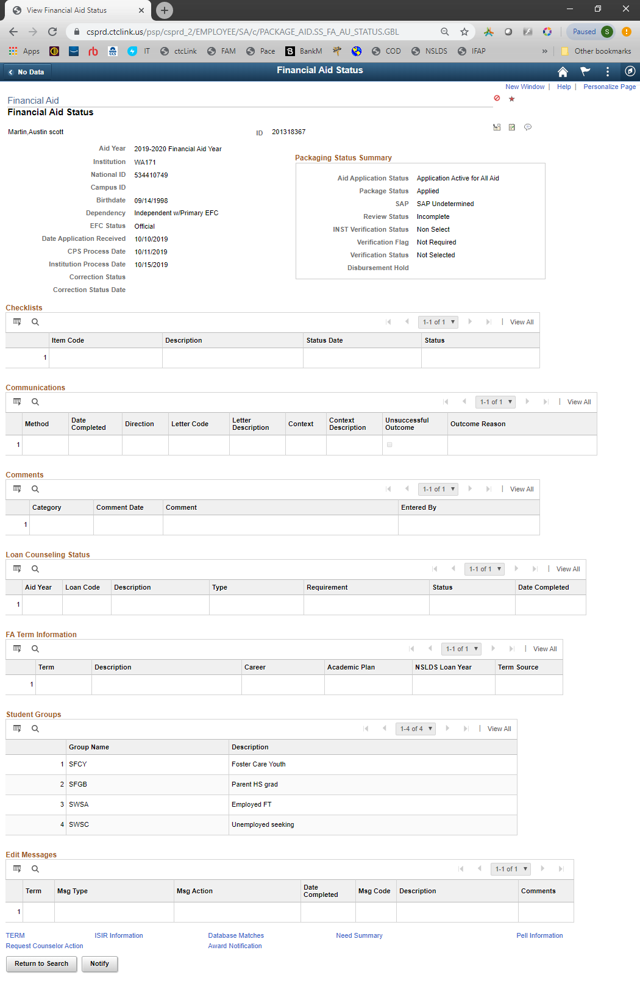 View Financial Aid Status
csprd.ctclink.us/psp/csprd_2/EMPLOYEE/SA/c/PACKAGE_AID.SS_FA_AU_STATUS.GBL
Paused S
Apps rb IT ctcLink FAM Pace B BankM COD NSLDS IFAP » Other bookmarks
No Data Financial Aid Status
New Window | Help | Personalize Page
Financial Aid
Financial Aid Status
Martin,Austin scott ID 201318367
Aid Year 2019-2020 Financial Aid Year
Institution WA171
National ID 534410749
Campus ID
Birthdate 09/14/1998
Dependency Independent w/Primary EFC
EFC Status Official
Date Application Received 10/10/2019
CPS Process Date 10/11/2019
Institution Process Date 10/15/2019
Correction Status
Correction Status Date
Packaging Status Summary
Aid Application Status Application Active for All Aid
Package Status Applied
SAP SAP Undetermined
Review Status Incomplete
INST Verification Status Non Select
Verification Flag Not Required
Verification Status Not Selected
Disbursement Hold
Checklists
1-1 of 1 | View All
Item Code Description Status Date Status
1
Communications
1-1 of 1 | View All
Method Date Completed Direction Letter Code Letter Description Context Context Description Unsuccessful Outcome Outcome Reason
1
Comments
1-1 of 1 | View All
Category Comment Date Comment Entered By
1
Loan Counseling Status
1-1 of 1 | View All
Aid Year Loan Code Description Type Requirement Status Date Completed
1
FA Term Information
1-1 of 1 | View All
Term Description Career Academic Plan NSLDS Loan Year Term Source
1
Student Groups
1-4 of 4 | View All
Group Name Description
1 SFCY Foster Care Youth
2 SFGB Parent HS grad
3 SWSA Employed FT
4 SWSC Unemployed seeking
Edit Messages
1-1 of 1
Term Msg Type Msg Action Date Completed Msg Code Description Comments
1
TERM ISIR Information Database Matches Need Summary Pell Information
Request Counselor Action Award Notification
Return to Search Notify